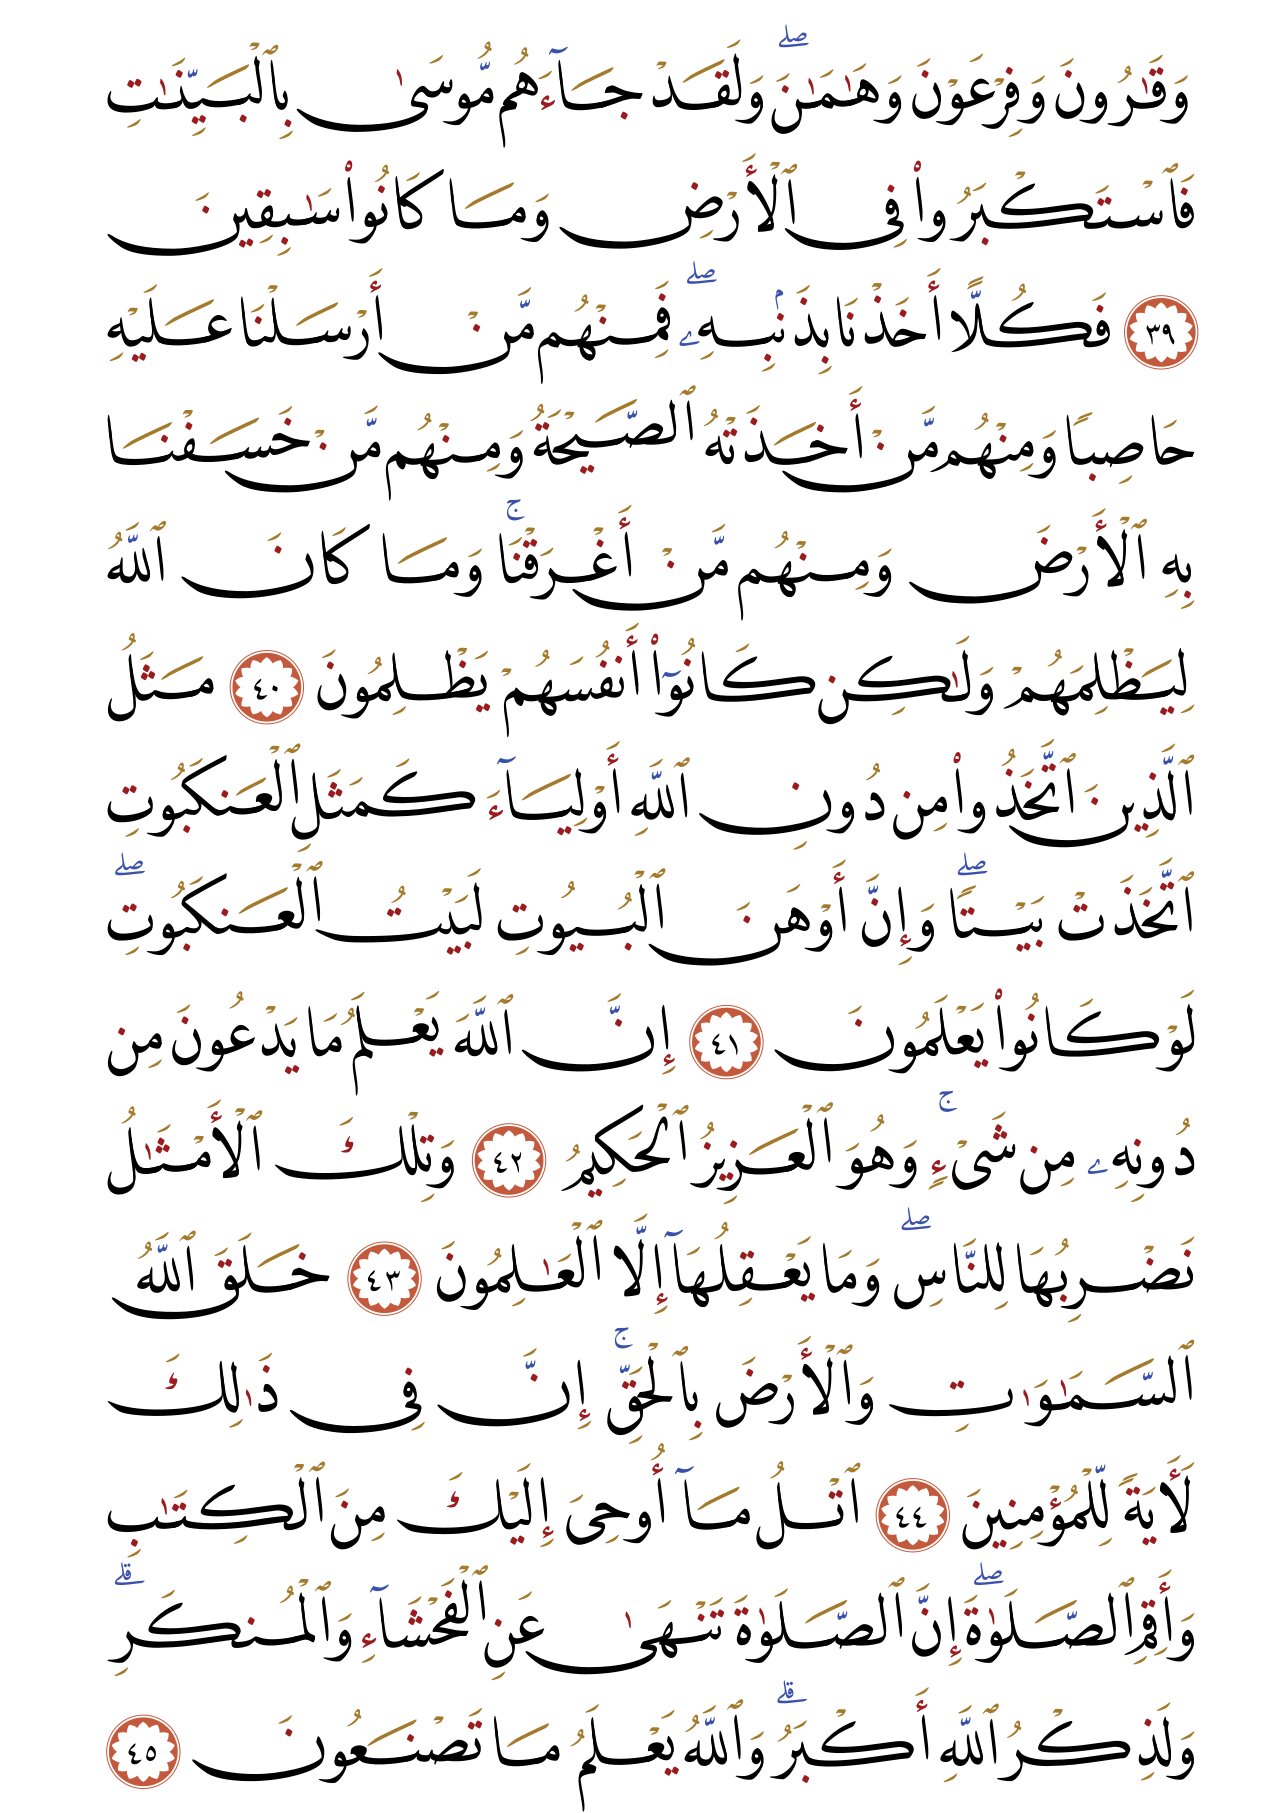 وَقَـٰرُونَ وَفِرْعَوْنَ وَهَـٰمَـٰنَ ۖ وَلَقَدْ جَآءَهُم مُّوسَىٰ بِٱلْبَيِّنَـٰتِ
فَٱسْتَكْبَرُوا۟ فِى ٱلْأَرْضِ وَمَا كَانُوا۟ سَـٰبِقِينَ
٣٩ فَكُلًّا أَخَذْنَا بِذَنۢبِهِۦ ۖ فَمِنْهُم مَّنْ أَرْسَلْنَا عَلَيْهِ
حَاصِبًا وَمِنْهُم مَّنْ أَخَذَتْهُ ٱلصَّيْحَةُ وَمِنْهُم مَّنْ خَسَفْنَا
بِهِ ٱلْأَرْضَ وَمِنْهُم مَّنْ أَغْرَقْنَا ۚ وَمَا كَانَ ٱللَّهُ
لِيَظْلِمَهُمْ وَلَـٰكِن كَانُوٓا۟ أَنفُسَهُمْ يَظْلِمُونَ ٤٠ مَثَلُ
ٱلَّذِينَ ٱتَّخَذُوا۟ مِن دُونِ ٱللَّهِ أَوْلِيَآءَ كَمَثَلِ ٱلْعَنكَبُوتِ
ٱتَّخَذَتْ بَيْتًا ۖ وَإِنَّ أَوْهَنَ ٱلْبُيُوتِ لَبَيْتُ ٱلْعَنكَبُوتِ ۖ
لَوْ كَانُوا۟ يَعْلَمُونَ ٤١ إِنَّ ٱللَّهَ يَعْلَمُ مَا يَدْعُونَ مِن
دُونِهِۦ مِن شَىْءٍ ۚ وَهُوَ ٱلْعَزِيزُ ٱلْحَكِيمُ ٤٢ وَتِلْكَ ٱلْأَمْثَـٰلُ
نَضْرِبُهَا لِلنَّاسِ ۖ وَمَا يَعْقِلُهَآ إِلَّا ٱلْعَـٰلِمُونَ ٤٣ خَلَقَ ٱللَّهُ
ٱلسَّمَـٰوَٰتِ وَٱلْأَرْضَ بِٱلْحَقِّ ۚ إِنَّ فِى ذَٰلِكَ
لَأَيَةً لِّلْمُؤْمِنِينَ ٤٤ ٱتْلُ مَآ أُوحِىَ إِلَيْكَ مِنَ ٱلْكِتَـٰبِ
وَأَقِمِ ٱلصَّلَوٰةَ ۖ إِنَّ ٱلصَّلَوٰةَ تَنْهَىٰ عَنِ ٱلْفَحْشَآءِ وَٱلْمُنكَرِ ۗ
وَلَذِكْرُ ٱللَّهِ أَكْبَرُ ۗ وَٱللَّهُ يَعْلَمُ مَا تَصْنَعُونَ ٤٥